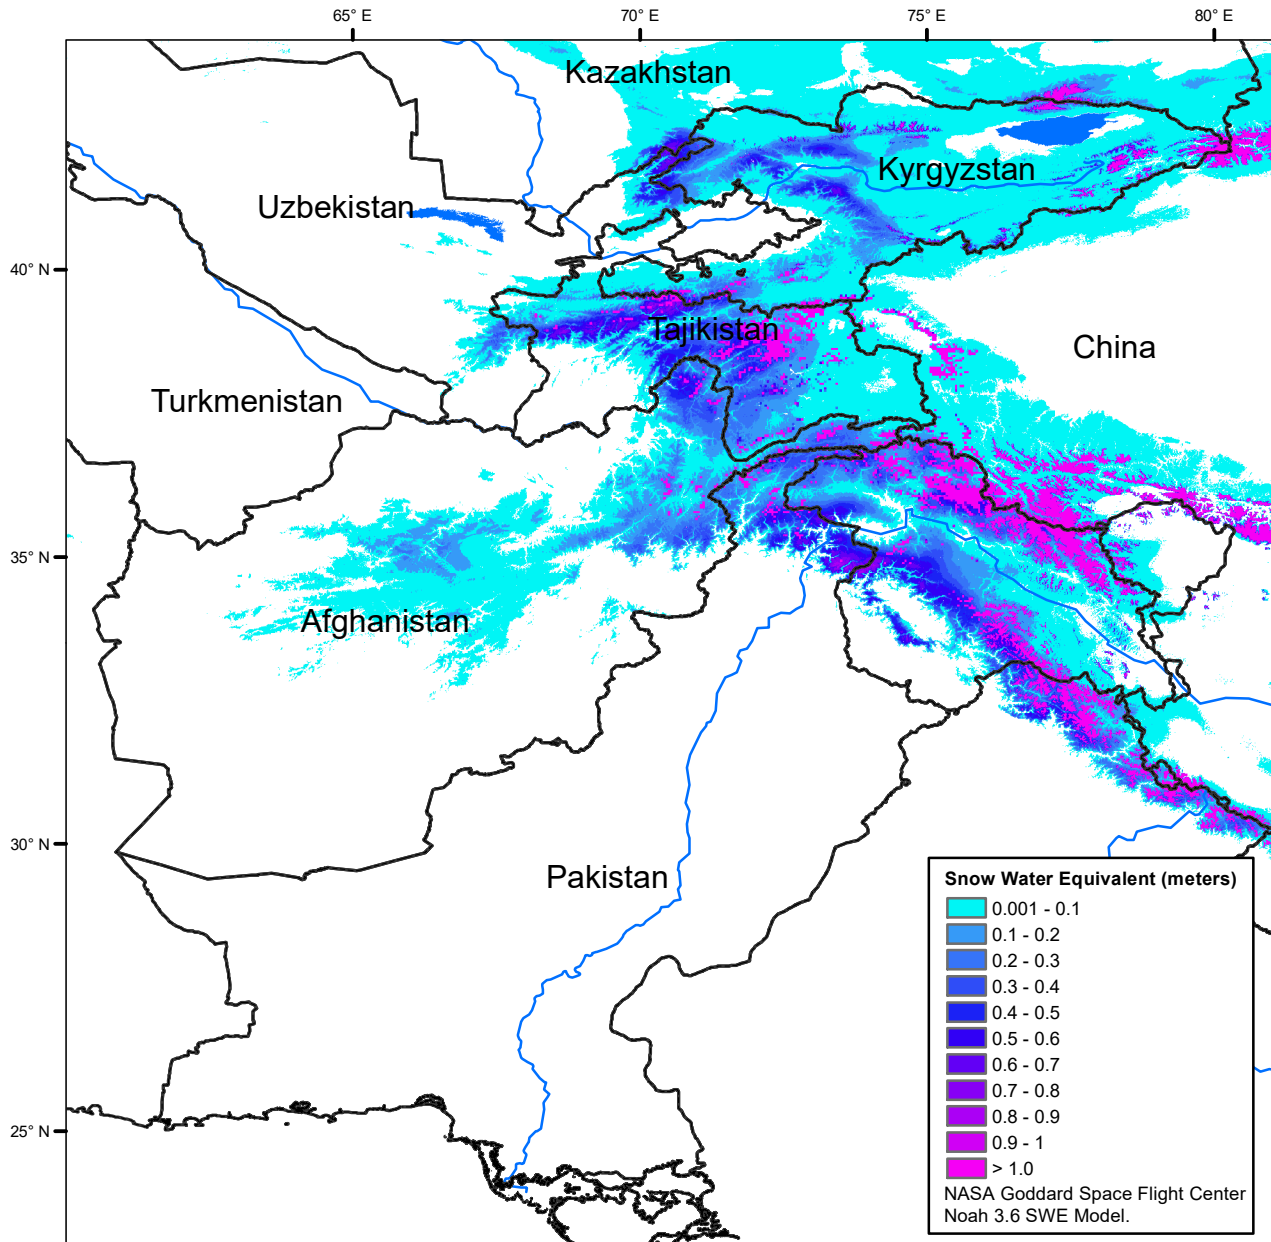 65° E
70° E
75° E
80° E
Kazakhstan
Kyrgyzstan
Uzbekistan
40° N
Tajikistan
China
Turkmenistan
35° N
Afghanistan
30° N
Pakistan
25° N
Snow Water Equivalent (meters)
0.001 - 0.1
0.1 - 0.2
0.2 - 0.3
0.3 - 0.4
0.4 - 0.5
0.5 - 0.6
0.6 - 0.7
0.7 - 0.8
0.8 - 0.9
0.9 - 1
> 1.0
NASA Goddard Space Flight Center
Noah 3.6 SWE Model.